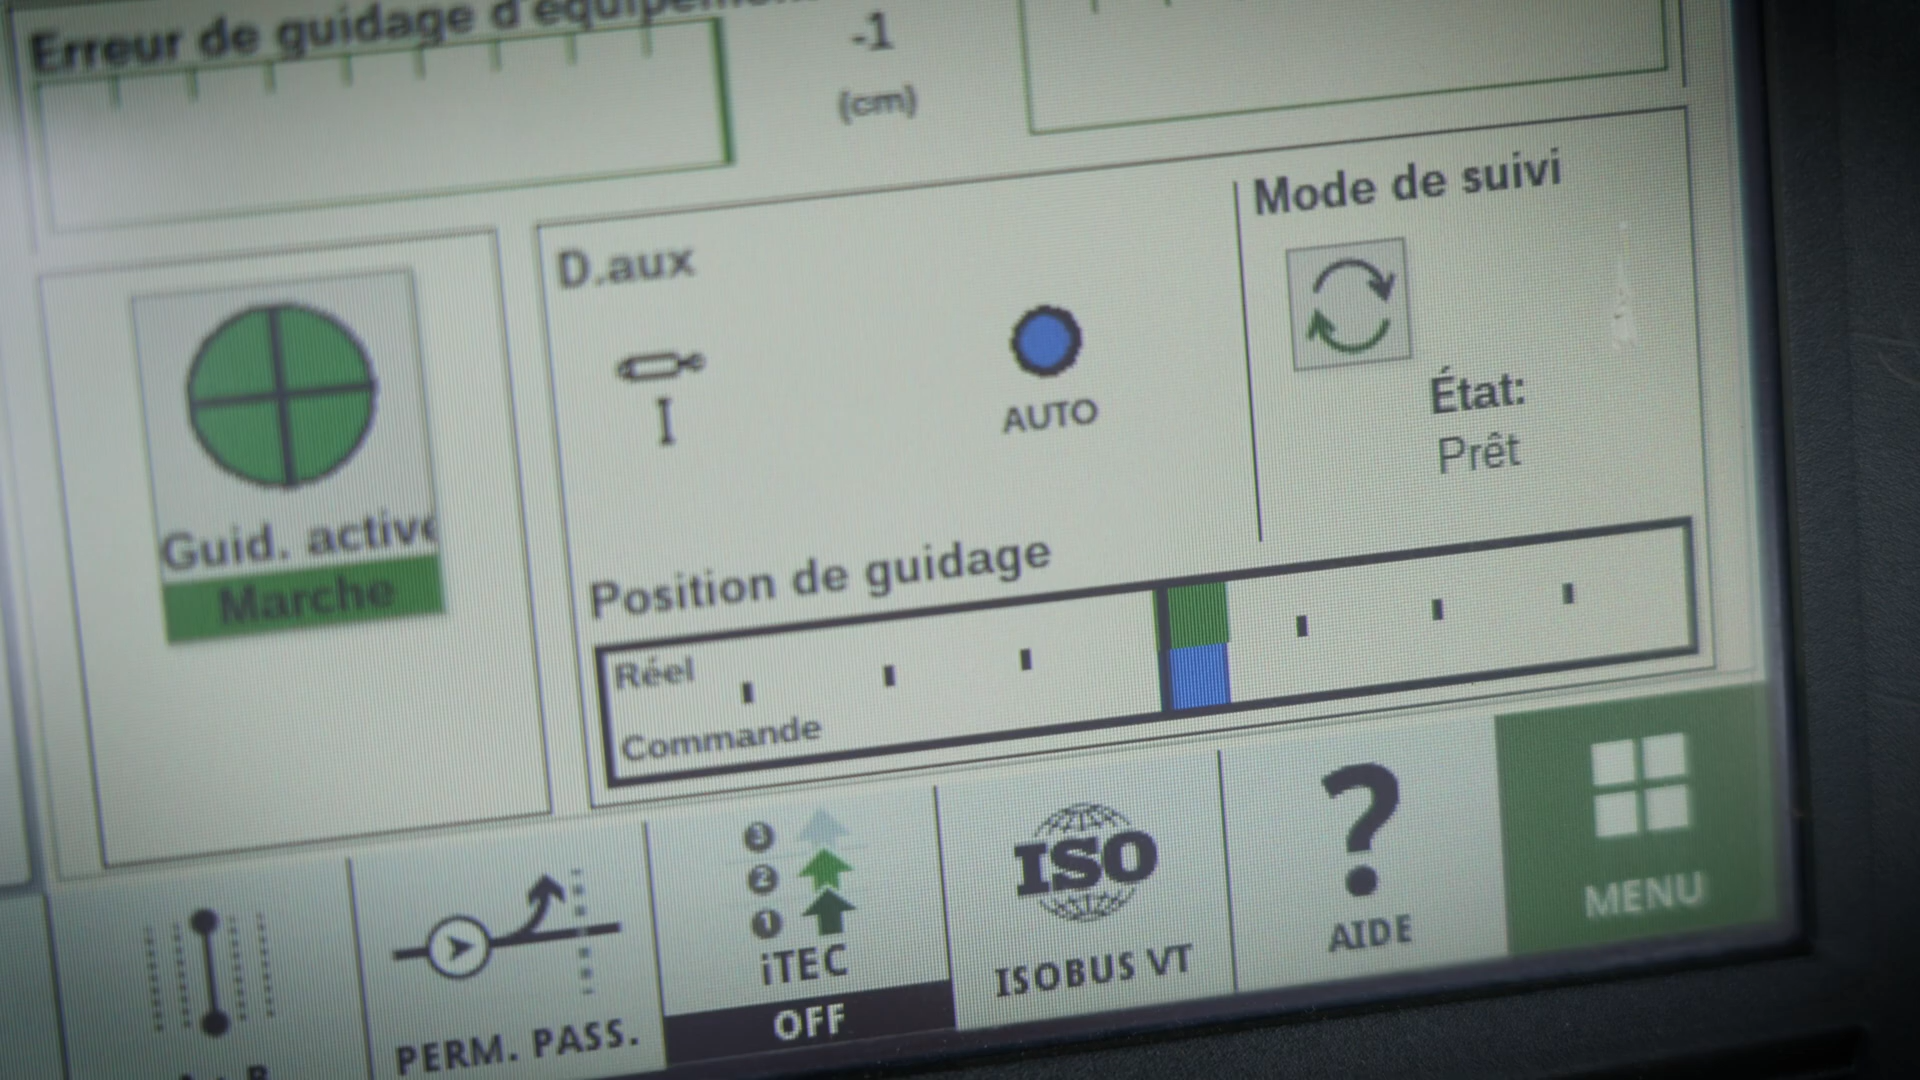 Erreur de guidage d'équipement
-1
(cm)
D.aux
I
AUTO
Mode de suivi
État:
Prêt
Guid. active
Marche
Position de guidage
Réel
Commande
3
2
1
iTEC
OFF
PERM. PASS.
ISO
ISOBUS VT
?
AIDE
MENU